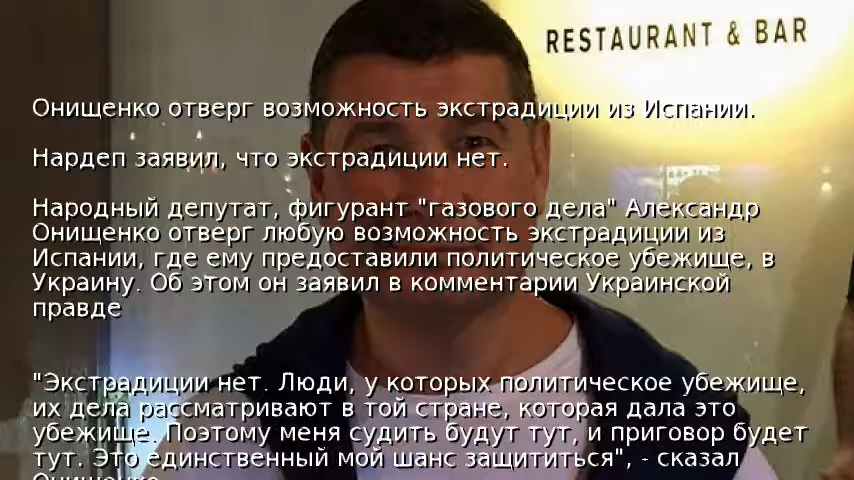 RESTAURANT & BAR
Онищенко отверг возможность экстрадиции из Испании.
Нардеп заявил, что экстрадиции нет.
Народный депутат, фигурант "газового дела" Александр
Онищенко отверг любую возможность экстрадиции из
Испании, где ему предоставили политическое убежище, в
Украину. Об этом он заявил в комментарии Украинской
правде
"Экстрадиции нет. Люди, у которых политическое убежище,
их дела рассматривают в той стране, которая дала это
убежище. Поэтому меня судить будут тут, и приговор будет
тут. Это единственный мой шанс защититься", - сказал
Онищенко